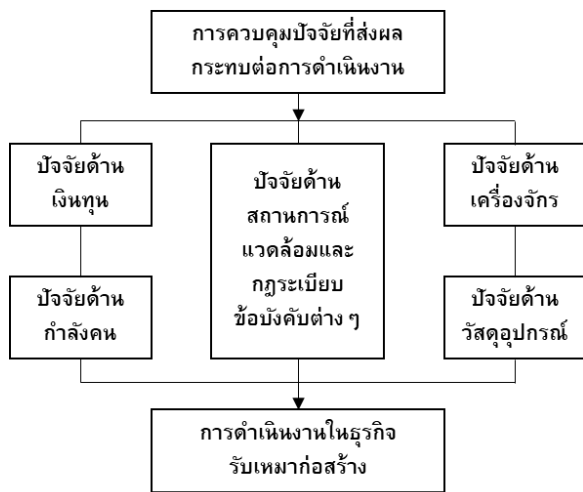 การควบคุมปัจจัยที่ส่งผล
กระทบต่อการดำเนินงาน
ปัจจัยด้าน
เงินทุน
ปัจจัยด้าน
สถานการณ์
แวดล้อมและ
กฎระเบียบ
ข้อบังคับต่าง ๆ
ปัจจัยด้าน
เครื่องจักร
ปัจจัยด้าน
กำลังคน
ปัจจัยด้าน
วัสดุอุปกรณ์
การดำเนินงานในธุรกิจ
รับเหมาก่อสร้าง